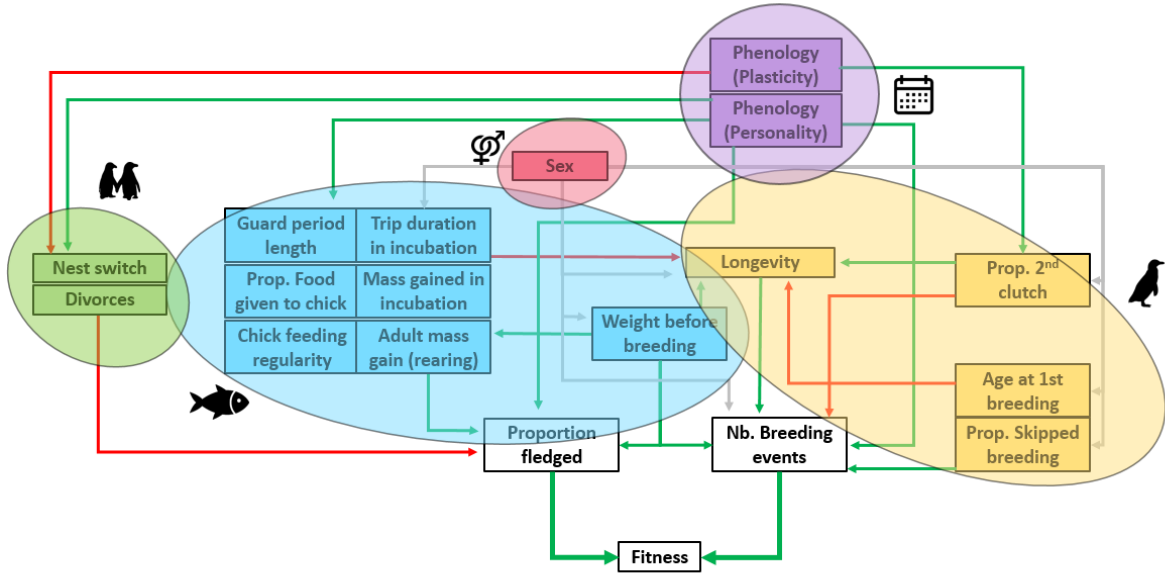 Phenology
(Plasticity)
Phenology
(Personality)
Sex
Guard period
length
Trip duration
in incubation
Prop. Food
given to chick
Mass gained in
incubation
Chick feeding
regularity
Adult mass
gain (rearing)
Nest switch
Divorces
Longevity
Prop. 2nd
clutch
Weight before
breeding
Age at 1st
breeding
Prop. Skipped
breeding
Proportion
fledged
Nb. Breeding
events
Fitness